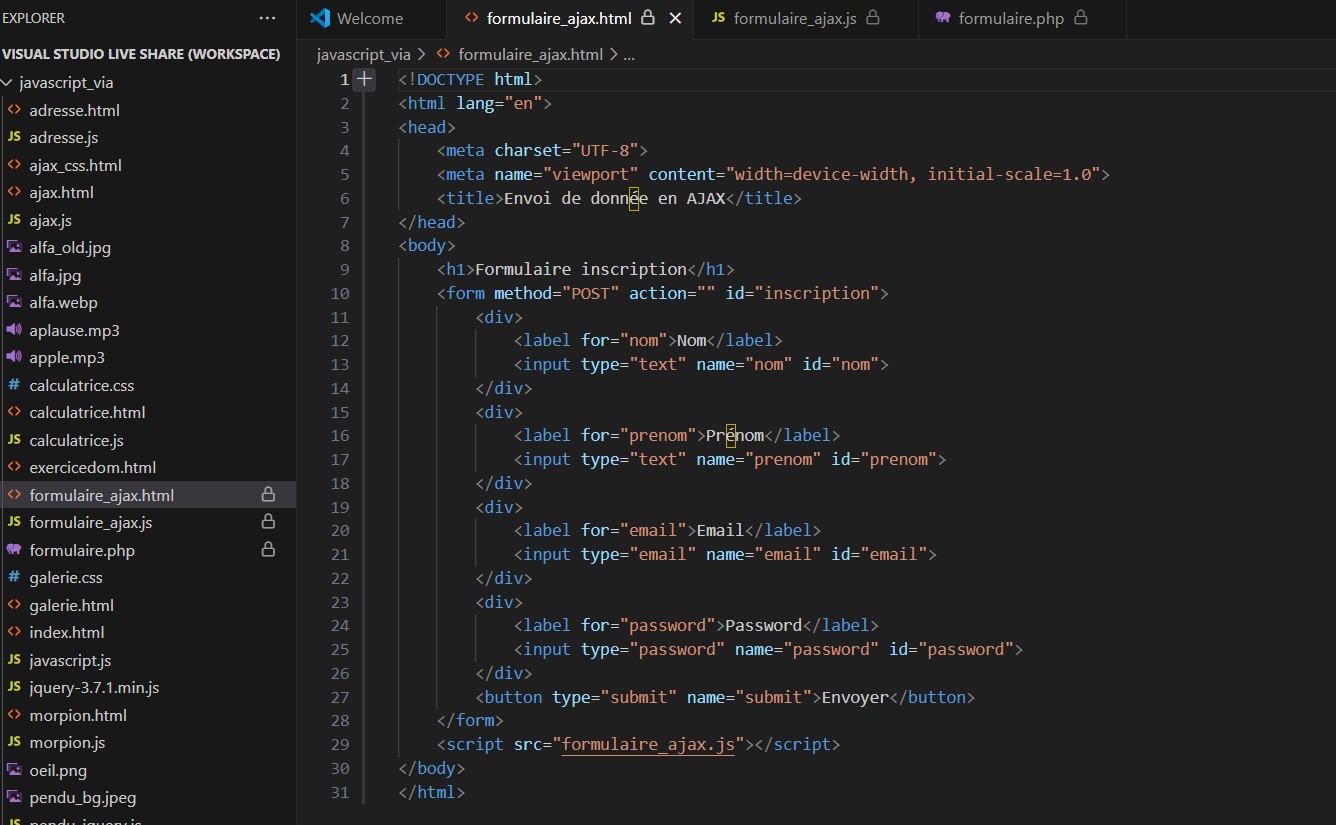 EXPLORER
VISUAL STUDIO LIVE SHARE (WORKSPACE)
javascript_via
adresse.html
adresse.js
ajax_css.html
ajax.html
ajax.js
alfa_old.jpg
alfa.jpg
alfa.webp
aplause.mp3
apple.mp3
calculatrice.css
calculatrice.html
calculatrice.js
exercicedom.html
formulaire_ajax.html
formulaire_ajax.js
formulaire.php
galerie.css
galerie.html
index.html
javascript.js
jquery-3.7.1.min.js
morpion.html
morpion.js
oeil.png
pendu_bg.jpeg
pendu_jquery.js
Welcome
formulaire_ajax.html
JS formulaire_ajax.js
formulaire.php
javascript_via > formulaire_ajax.html > ...
1 <!DOCTYPE html>
2 <html lang="en">
3 <head>
4 <meta charset="UTF-8">
5 <meta name="viewport" content="width=device-width, initial-scale=1.0">
6 <title>Envoi de donnée en AJAX</title>
7 </head>
8 <body>
9 <h1>Formulaire inscription</h1>
10 <form method="POST" action="" id="inscription">
11 <div>
12 <label for="nom">Nom</label>
13 <input type="text" name="nom" id="nom">
14 </div>
15 <div>
16 <label for="prenom">Prénom</label>
17 <input type="text" name="prenom" id="prenom">
18 </div>
19 <div>
20 <label for="email">Email</label>
21 <input type="email" name="email" id="email">
22 </div>
23 <div>
24 <label for="password">Password</label>
25 <input type="password" name="password" id="password">
26 </div>
27 <button type="submit" name="submit">Envoyer</button>
28 </form>
29 <script src="formulaire_ajax.js"></script>
30 </body>
31 </html>